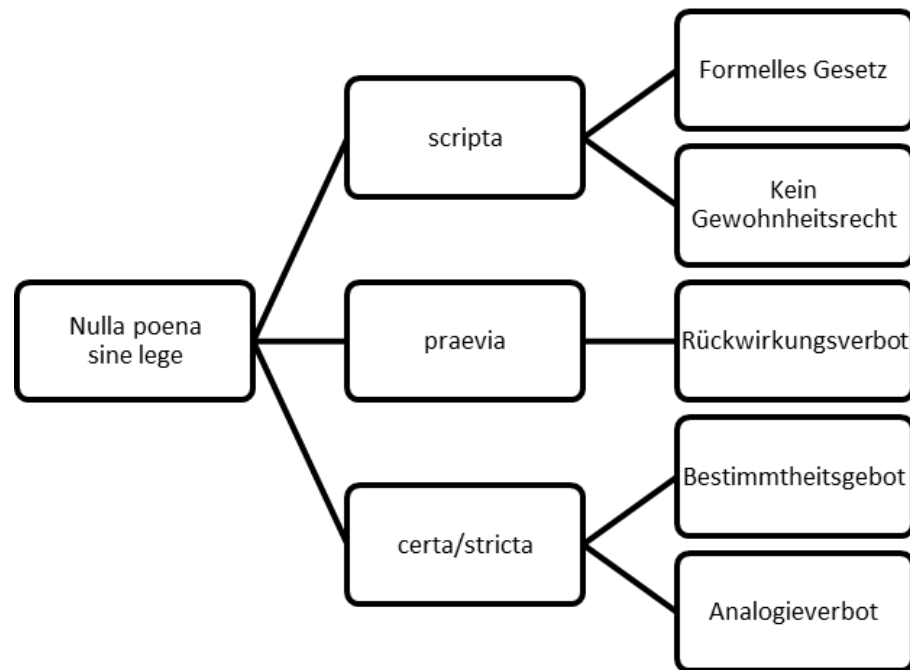 Nulla poena
sine lege
scripta
Formelles Gesetz
Kein
Gewohnheitsrecht
praevia
Rückwirkungsverbot
certa/stricta
Bestimmtheitsgebot
Analogieverbot